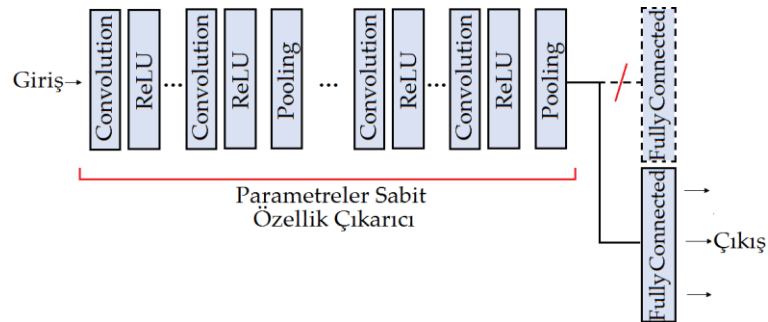 Giriş
Convolution
ReLU
...
Convolution
ReLU
Pooling
...
Convolution
ReLU
...
Convolution
ReLU
Pooling
Fully Connected
Parametreler Sabit
Özellik Çıkarıcı
Fully Connected
Çıkış